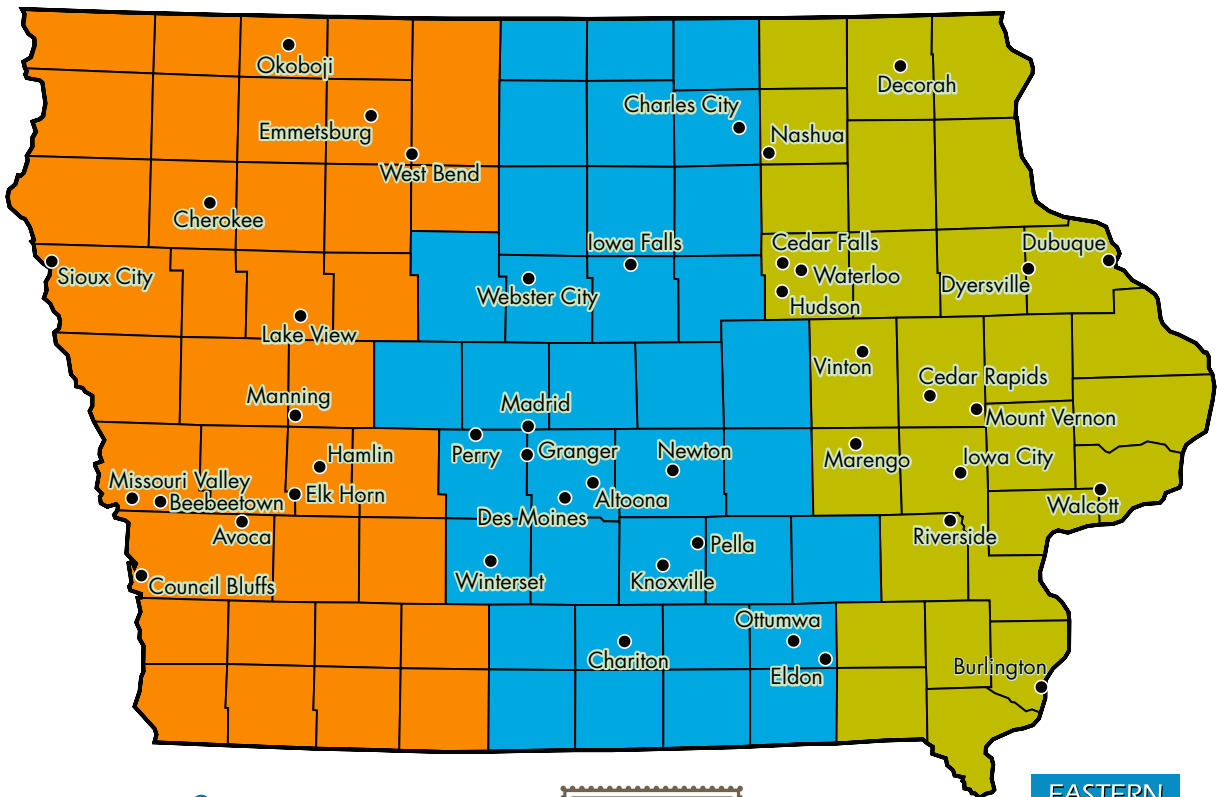 Okoboji
Decorah
Charles City
Emmetsburg
Nashua
West Bend
Cherokee
Iowa Falls
Cedar Falls
Dubuque
Sioux City
Waterloo
Webster City
Dyersville
Hudson
Lake View
Vinton
Cedar Rapids
Manning
Madrid
Mount Vernon
Hamlin
Perry
Granger
Newton
Marengo
Iowa City
Missouri Valley
Elk Horn
Beebeetown
Altoona
Walcott
Des Moines
Avoca
Riverside
Pella
Council Bluffs
Winterset
Knoxville
Ottumwa
Chariton
Eldon
Burlington
EASTERN